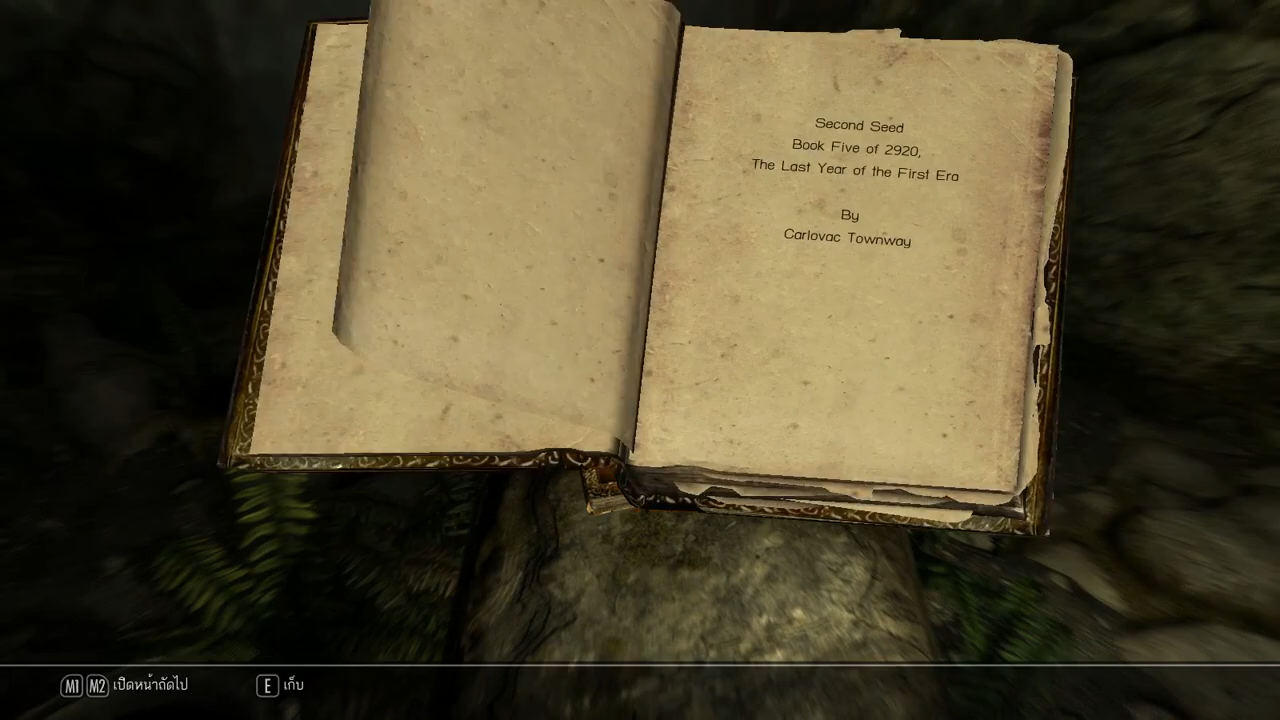 Second Seed
Book Five of 2920,
The Last Year of the First Era
By
Carlovac Townway
M1 M2 เปิดหน้าถัดไป
E เก็บ